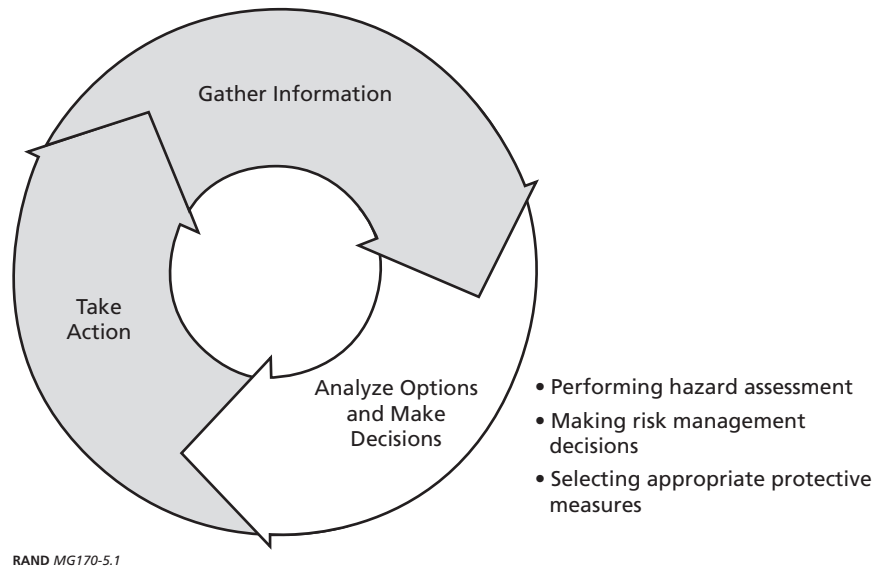 Gather Information
Take
Action
Analyze Options
and Make
Decisions
• Performing hazard assessment
• Making risk management
decisions
• Selecting appropriate protective
measures
RAND MG170-5.1